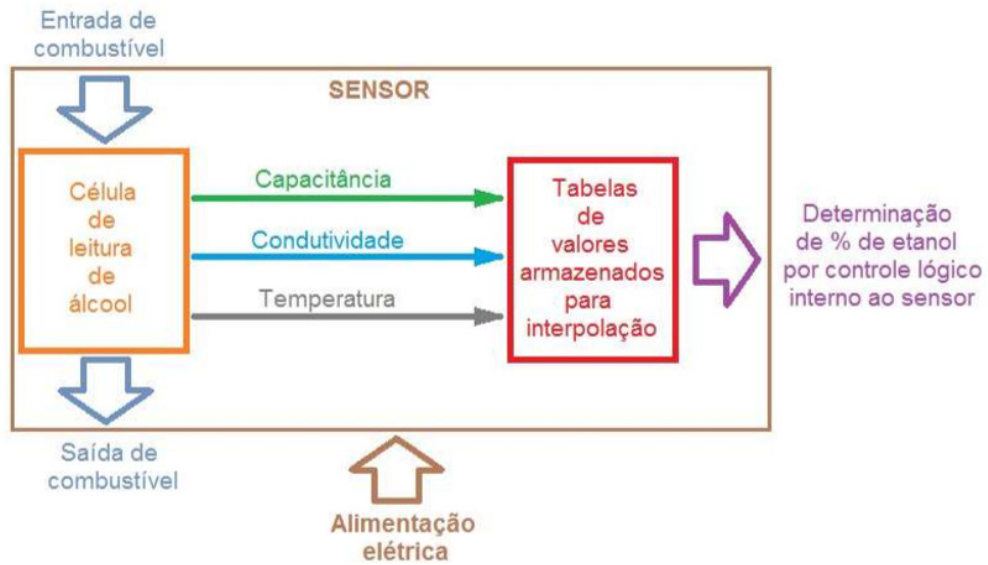 Entrada de
combustível
SENSOR
Célula
de
leitura
de
álcool
Capacitância
Condutividade
Temperatura
Tabelas
de
valores
armazenados
para
interpolação
Determinação
de % de etanol
por controle lógico
interno ao sensor
Saída de
combustível
Alimentação
elétrica